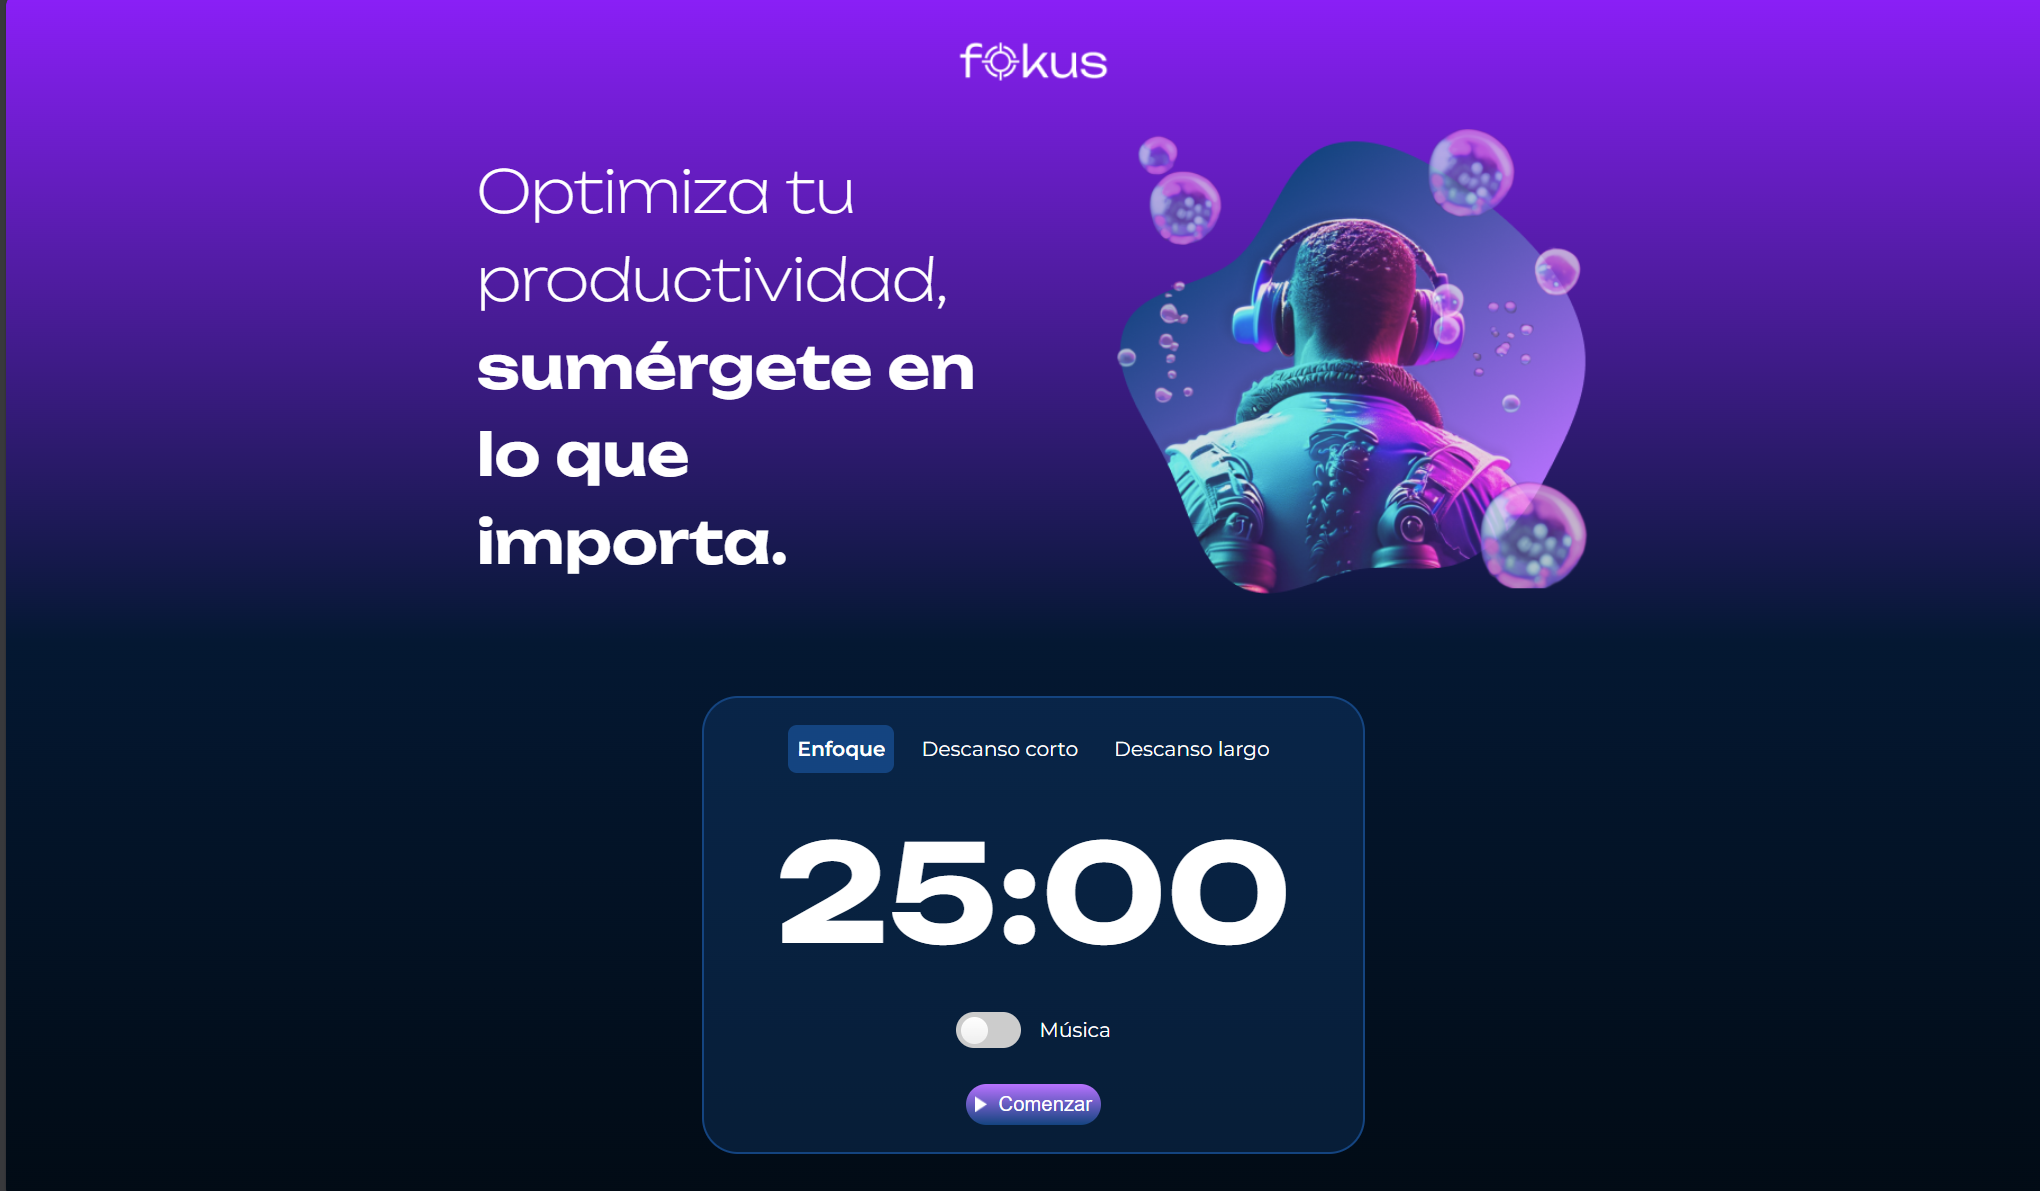 fokus
Optimiza tu
productividad,
sumérgete en
lo que
importa.
Enfoque Descanso corto Descanso largo
25:00
Música
Comenzar